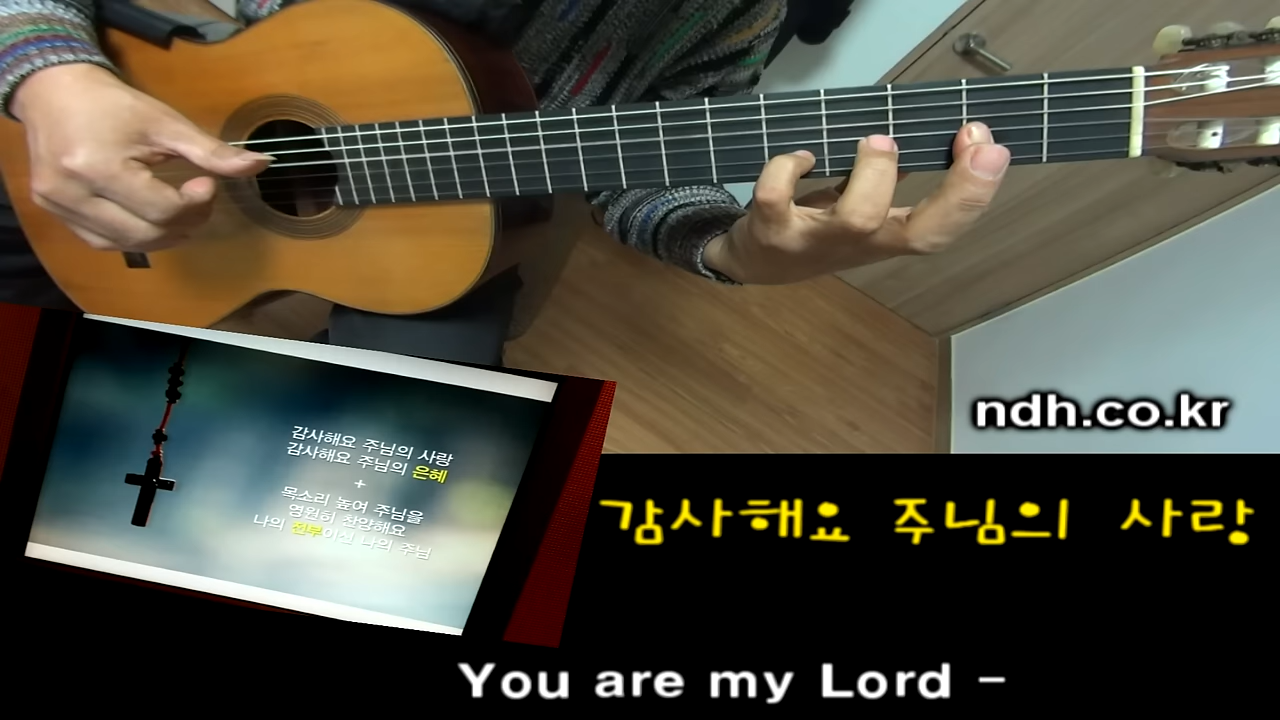 ndh.co.kr
감사해요 주님의 사랑
감사해요 주님의 은혜
+
목소리 높여 주님을
영원히 찬양해요
나의 전부이신 나의 주님
감사해요 주님의 사랑
You are my Lord -